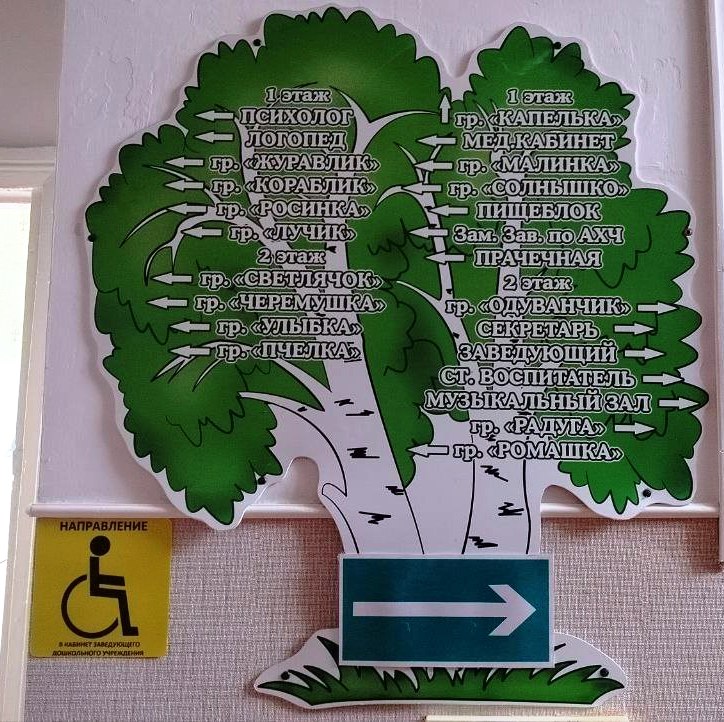 1 этаж
ПСИХОЛОГ
ЛОГОПЕД
гр. «ЖУРАВЛИК»
гр. «КОРАБЛИК»
гр. «РОСИНКА»
гр. «ЛУЧИК»
2 этаж
гр. «СВЕТЛЯЧОК»
гр. «ЧЕРЕМУШКА»
гр. «УЛЫБКА»
гр. «ПЧЕЛКА»
1 этаж
гр. «КАПЕЛЬКА»
МЕД.КАБИНЕТ
гр. «МАЛИНКА»
гр. «СОЛНЫШКО»
ПИЩЕБЛОК
Зам. Зав. по АХЧ
ПРАЧЕЧНАЯ
2 этаж
гр. «ОДУВАНЧИК»
СЕКРЕТАРЬ
ЗАВЕДУЮЩИЙ
СТ. ВОСПИТАТЕЛЬ
МУЗЫКАЛЬНЫЙ ЗАЛ
гр. «РАДУГА»
гр. «РОМАШКА»
НАПРАВЛЕНИЕ
В КАБИНЕТ ЗАВЕДУЮЩЕГО
ДОШКОЛЬНОГО УЧРЕЖДЕНИЯ